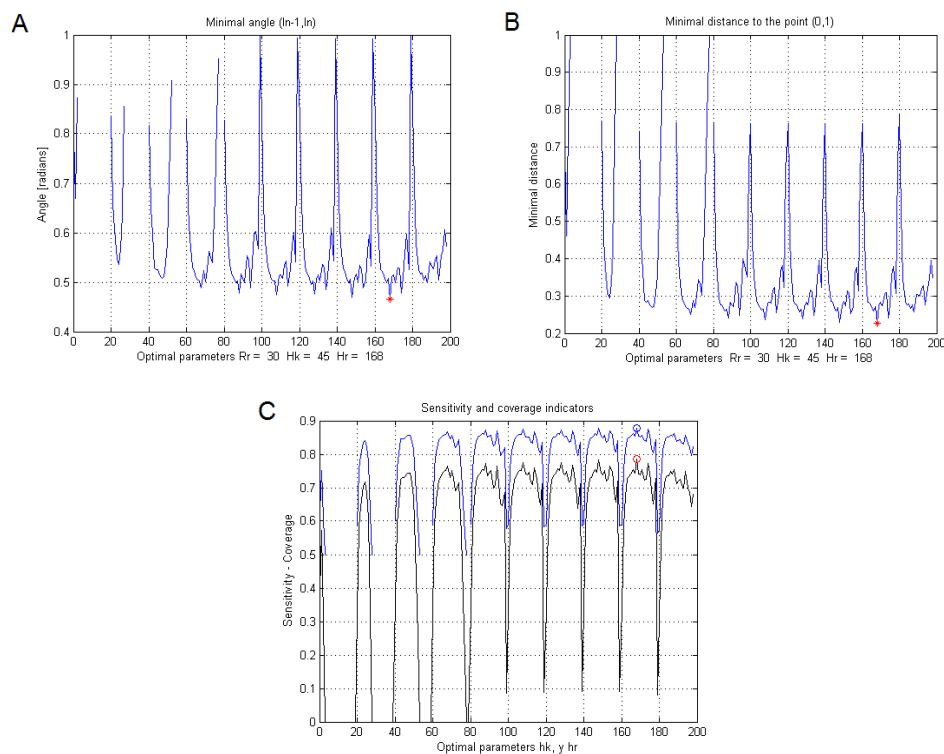 A
Minimal angle (ln-1,ln)
1
0.9
0.8
0.7
0.6
0.5
0.4
Angle [radians]
0 20 40 60 80 100 120 140 160 180 200
Optimal parameters Rr = 30 Hk = 45 Hr = 168
B
Minimal distance to the point (0,1)
1
0.9
0.8
0.7
0.6
0.5
0.4
0.3
0.2
Minimal distance
0 20 40 60 80 100 120 140 160 180 200
Optimal parameters Rr = 30 Hk = 45 Hr = 168
C
Sensitivity and coverage indicators
0.9
0.8
0.7
0.6
0.5
0.4
0.3
0.2
0.1
0
Sensitivity - Coverage
0 20 40 60 80 100 120 140 160 180 200
Optimal parameters hk, y hr